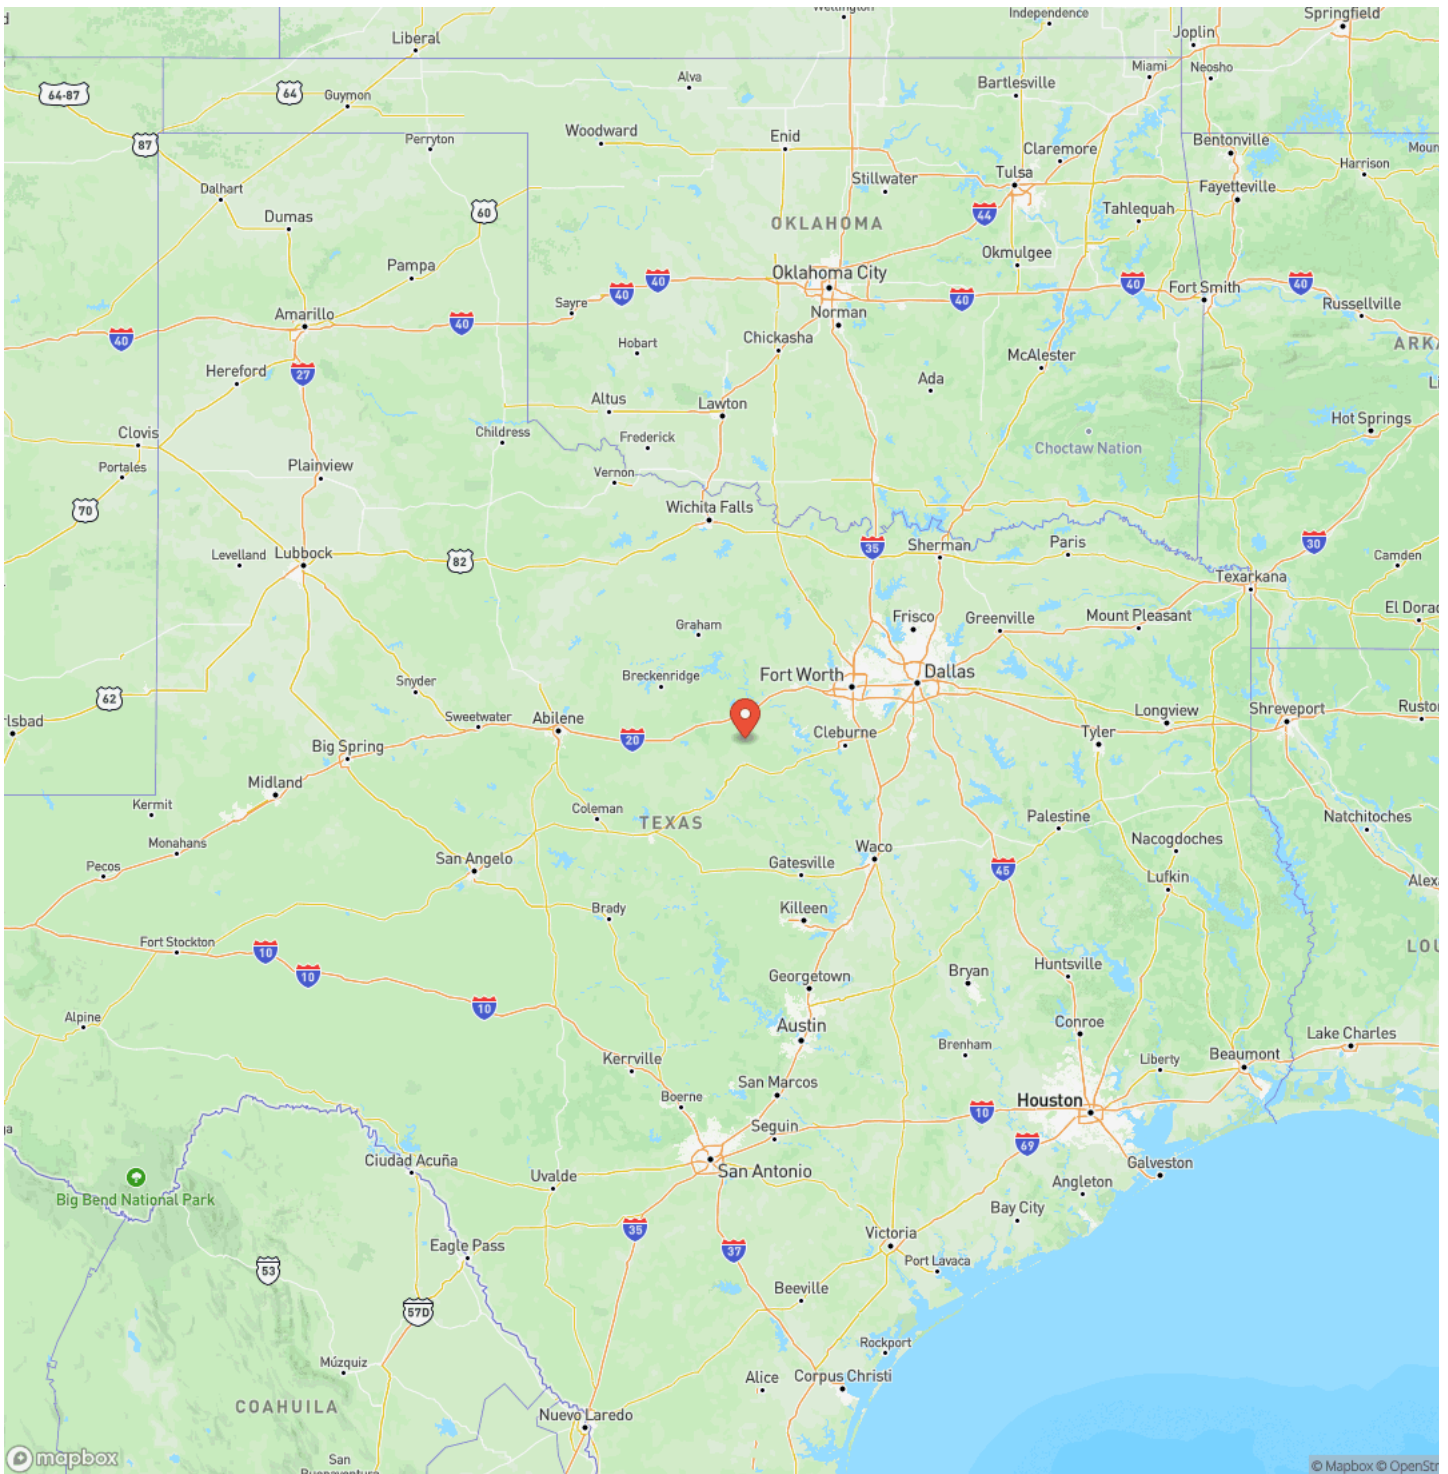 Wellington
Independence
Springfield
Liberal
Joplin
Miami
Neosho
Alva
Bartlesville
64-87
64
Guymon
87
Perryton
Woodward
Enid
Claremore
Bentonville
Harrison
Stillwater
Tulsa
Fayetteville
Dalhart
Dumas
60
OKLAHOMA
44
Tahlequah
Okmulgee
Pampa
Oklahoma City
40
40
40
40
Fort Smith
40
Sayre
Russellville
Amarillo
40
40
Norman
Chickasha
Hobart
McAlester
Hereford
27
Ada
Altus
Lawton
Hot Springs
Clovis
Childress
Frederick
Choctaw Nation
Portales
Plainview
Vernon
70
Wichita Falls
Levelland
Lubbock
82
35
Sherman
Paris
30
Camden
Texarkana
Graham
Frisco
Greenville
Mount Pleasant
Breckenridge
Fort Worth
Dallas
62
Snyder
Sweetwater
Abilene
20
Cleburne
Longview
Shreveport
Tyler
Big Spring
Midland
Kermit
Coleman
TEXAS
Palestine
Natchitoches
Monahans
Nacogdoches
Pecos
San Angelo
Waco
Gatesville
45
Lufkin
Brady
Killeen
Fort Stockton
10
10
Georgetown
Bryan
Huntsville
10
Alpine
Austin
Conroe
Lake Charles
Brenham
Liberty
Beaumont
Kerrville
San Marcos
Boerne
Houston
Seguin
10
69
Ciudad Acuña
San Antonio
Galveston
Uvalde
Big Bend National Park
Angleton
Bay City
35
Victoria
Eagle Pass
37
Port Lavaca
53
Beeville
57D
Rockport
Múzquiz
Alice
Corpus Christi
COAHUILA
Nuevo Laredo
mapbox
San
Buenaventura
© Mapbox © OpenStr